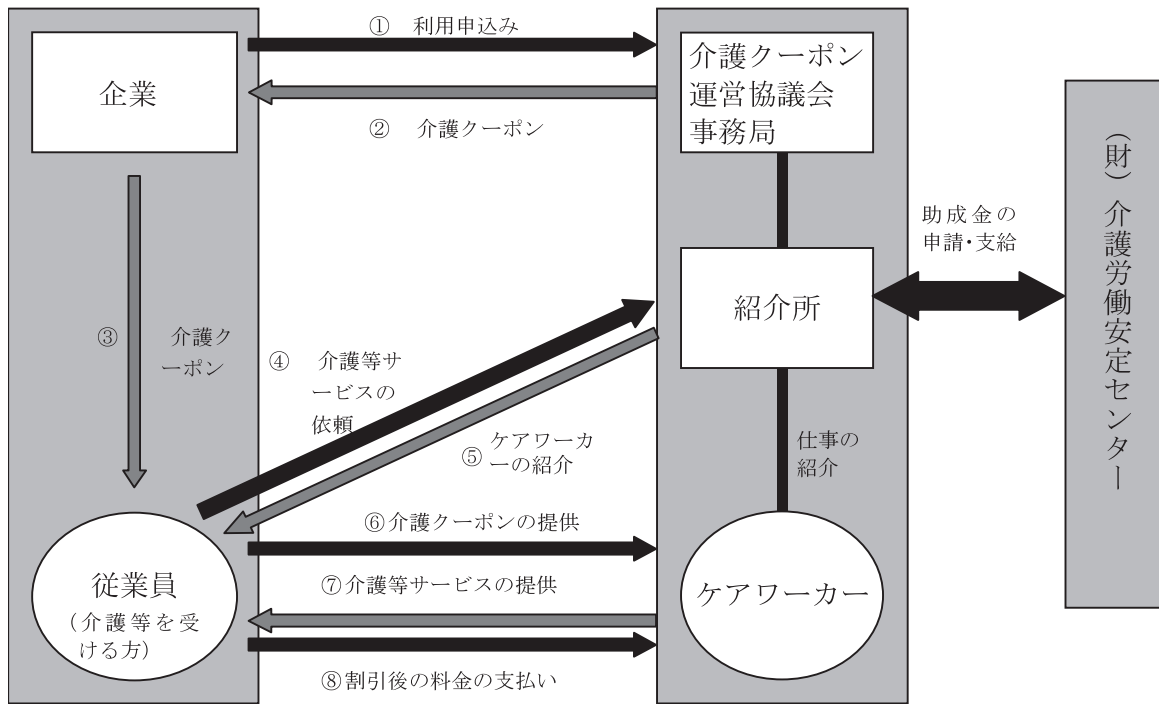 ① 利用申込み
企業
介護クーポン
運営協議会
事務局
② 介護クーポン
(財)介護労働安定センター
助成金の
申請・支給
紹介所
③ 介護ク
ーポン
④ 介護等サ
ービスの
依頼
⑤ ケアワーカ
ーの紹介
仕事の
紹介
⑥介護クーポンの提供
⑦介護等サービスの提供
従業員
(介護等を受
ける方)
ケアワーカー
⑧割引後の料金の支払い